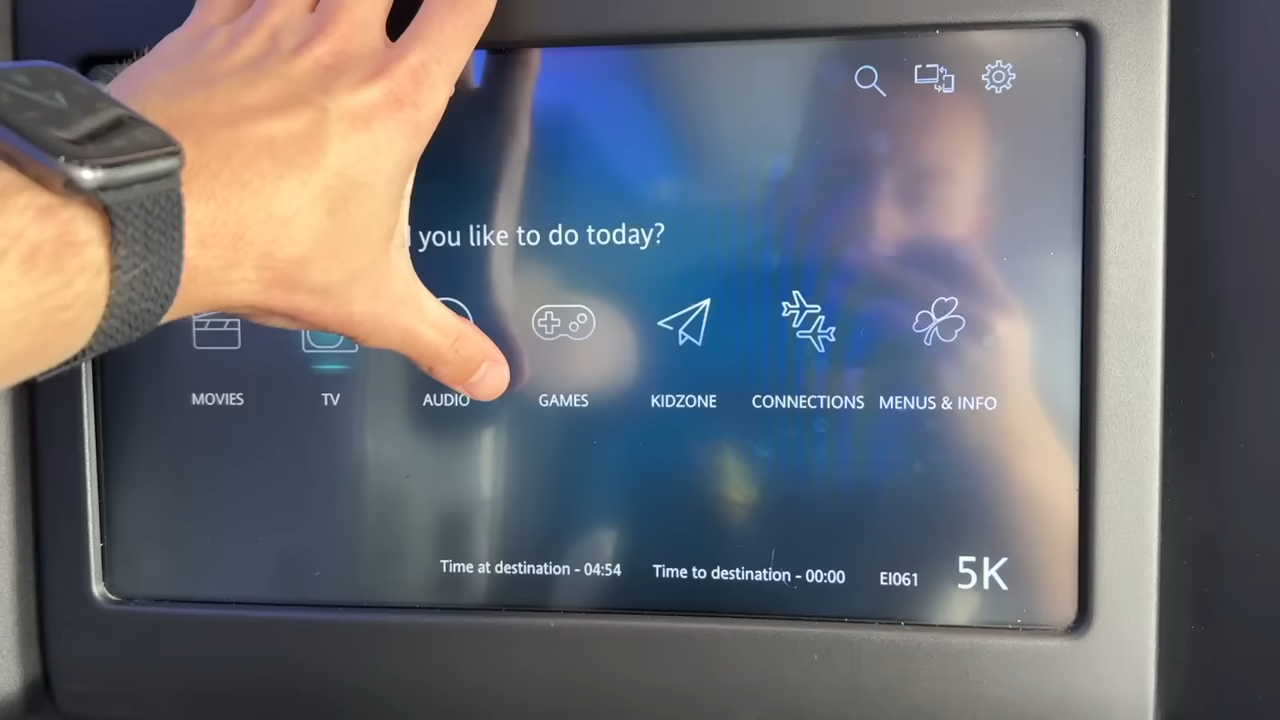 you like to do today?
MOVIES
TV
AUDIO
GAMES
KIDZONE
CONNECTIONS
MENUS & INFO
Time at destination - 04:54
Time to destination - 00:00
EI061
5K